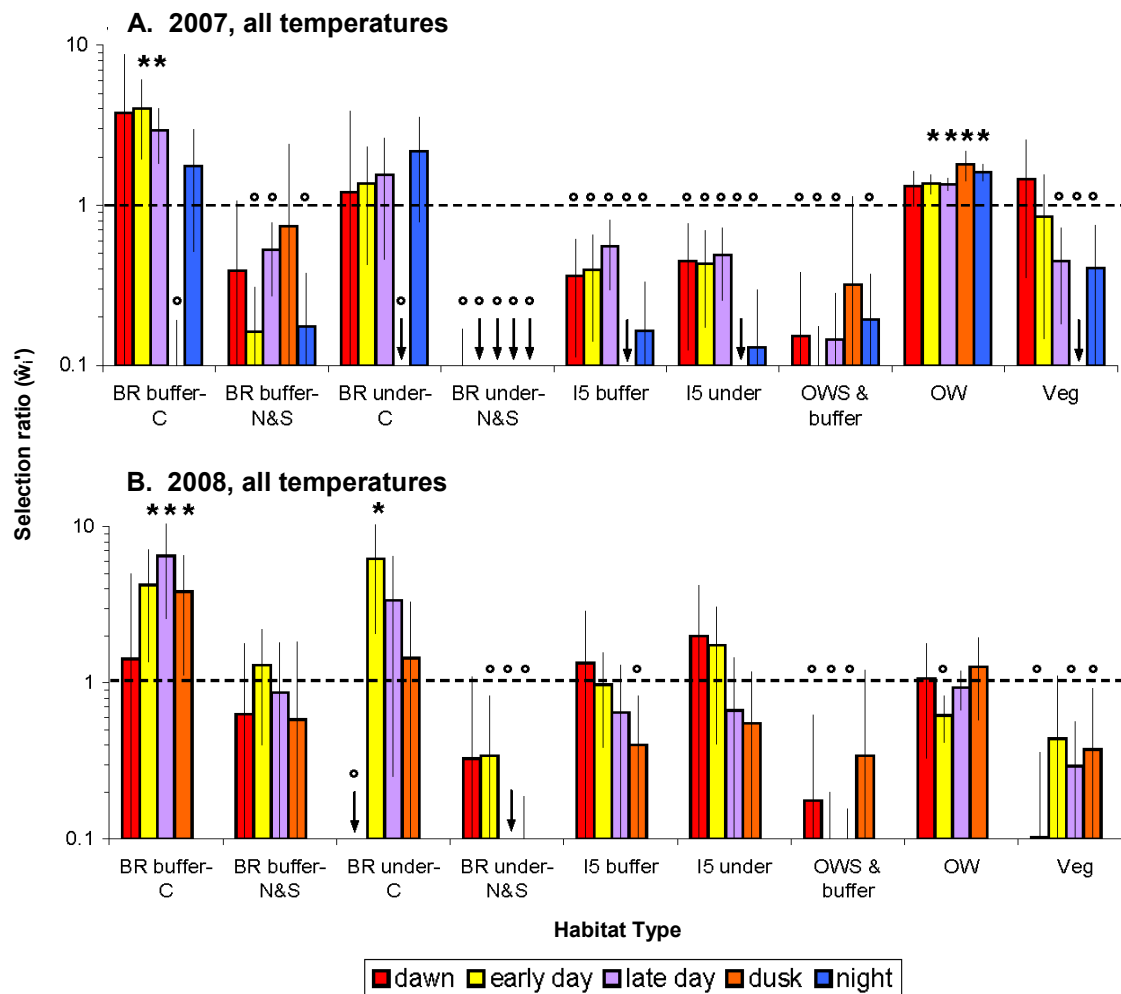 A. 2007, all temperatures
10
**
****
1
0.1
BR buffer-
C
BR buffer-
N&S
BR under-
C
BR under-
N&S
I5 buffer
I5 under
OWS &
buffer
OW
Veg
Selection ratio (ŵᵢ')
B. 2008, all temperatures
10
***
*
1
0.1
BR buffer-
C
BR buffer-
N&S
BR under-
C
BR under-
N&S
I5 buffer
I5 under
OWS &
buffer
OW
Veg
Habitat Type
dawn early day late day dusk night